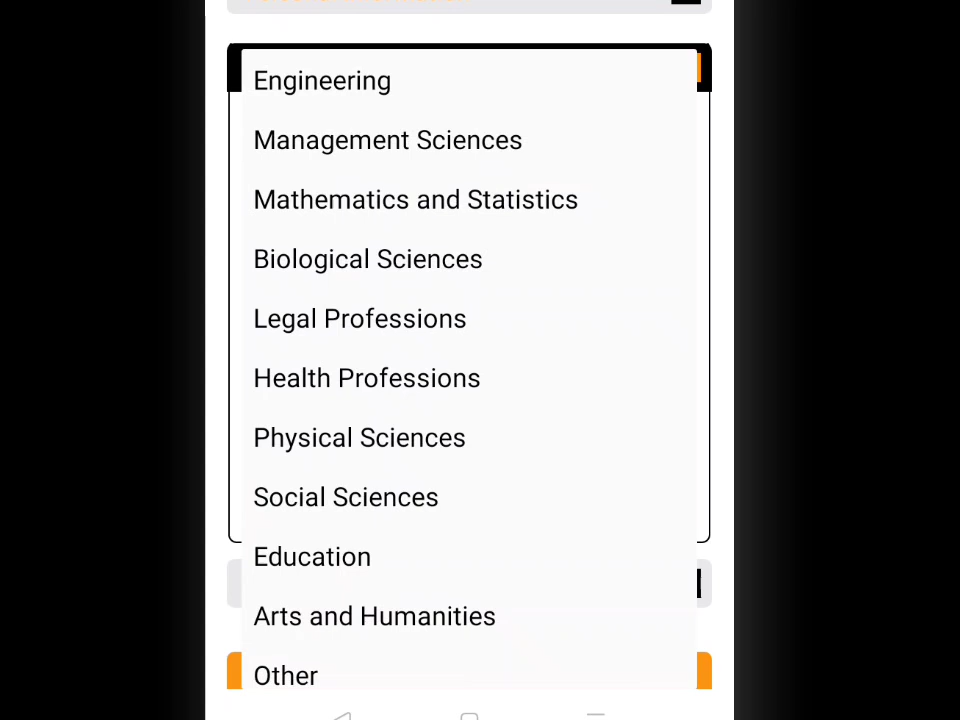 Engineering
Management Sciences
Mathematics and Statistics
Biological Sciences
Legal Professions
Health Professions
Physical Sciences
Social Sciences
Education
Arts and Humanities
Other